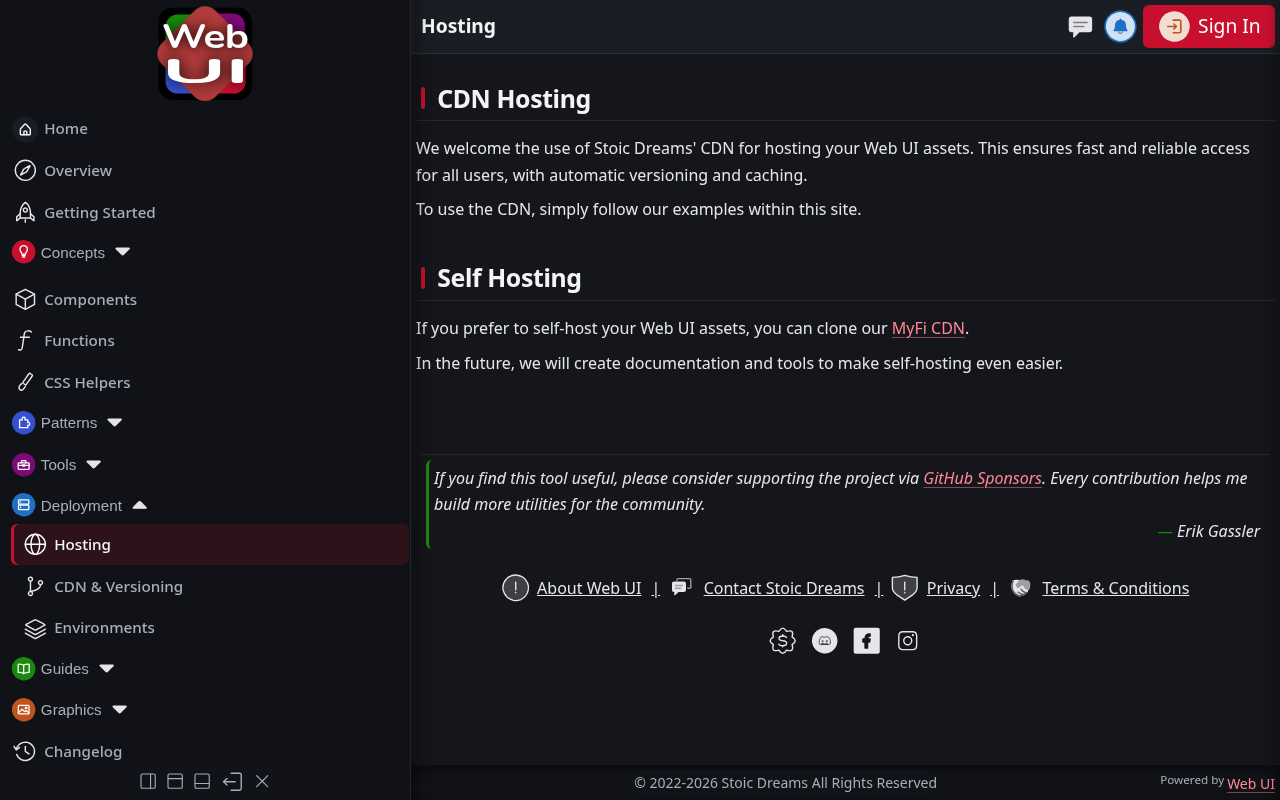 Web
UI
Home
Overview
Getting Started
Concepts
Components
Functions
CSS Helpers
Patterns
Tools
Deployment
Hosting
CDN & Versioning
Environments
Guides
Graphics
Changelog
Hosting
Sign In
CDN Hosting
We welcome the use of Stoic Dreams' CDN for hosting your Web UI assets. This ensures fast and reliable access
for all users, with automatic versioning and caching.
To use the CDN, simply follow our examples within this site.
Self Hosting
If you prefer to self-host your Web UI assets, you can clone our MyFi CDN.
In the future, we will create documentation and tools to make self-hosting even easier.
If you find this tool useful, please consider supporting the project via GitHub Sponsors. Every contribution helps me
build more utilities for the community.
— Erik Gassler
About Web UI | Contact Stoic Dreams | Privacy | Terms & Conditions
© 2022-2026 Stoic Dreams All Rights Reserved
Powered by Web UI